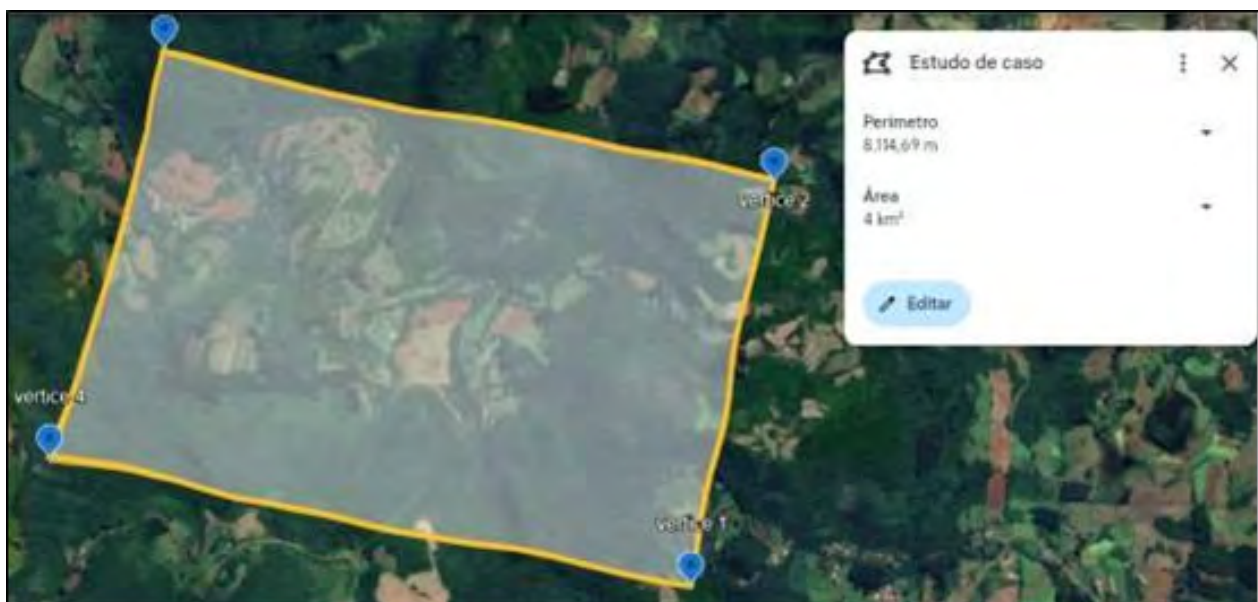 Estudo de caso
Perímetro
8.114,69 m
Área
4 km²
Editar
vertice 2
vertice 4
vertice 1